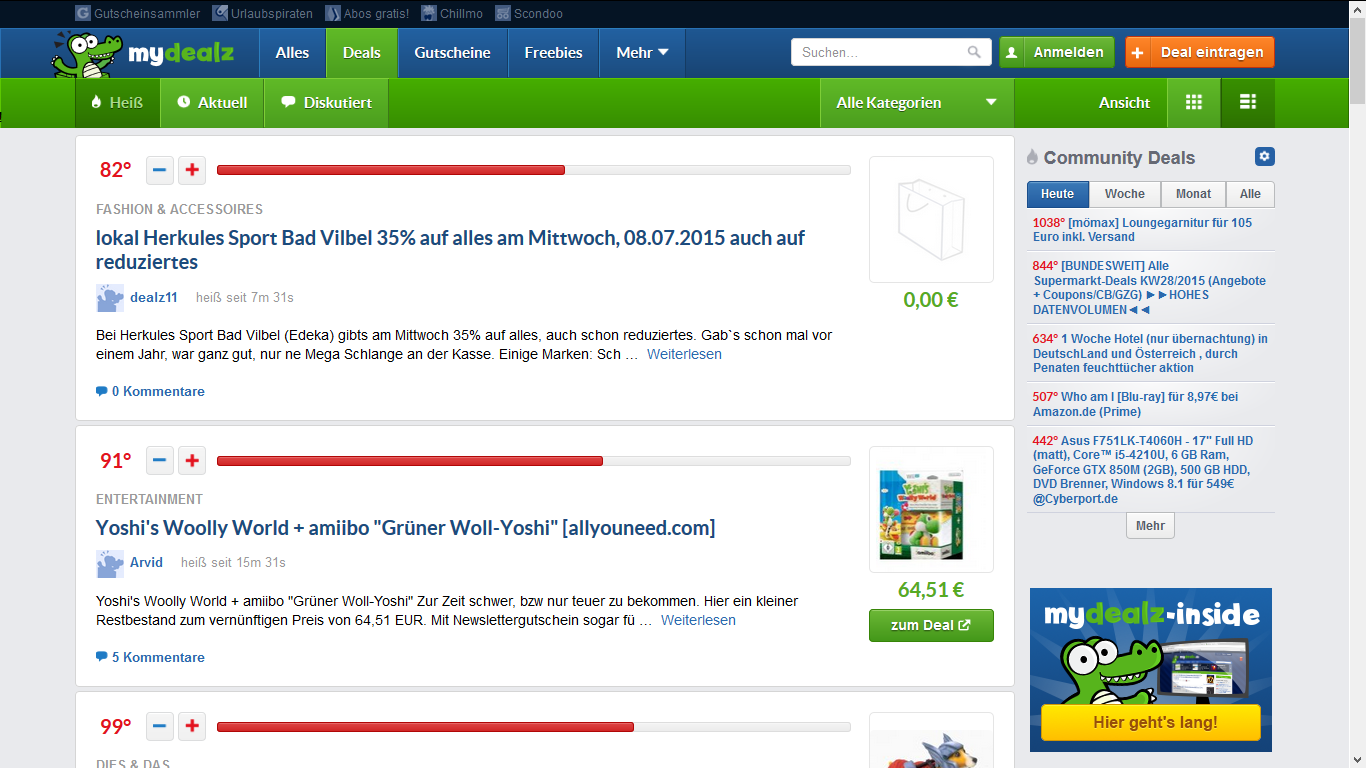 Gutscheinsammler Urlaubspiraten Abos gratis! Chillmo Scondoo
mydealz Alles Deals Gutscheine Freebies Mehr Suchen... Anmelden Deal eintragen
Heiß Aktuell Diskutiert Alle Kategorien Ansicht
82°
FASHION & ACCESSOIRES
lokal Herkules Sport Bad Vilbel 35% auf alles am Mittwoch, 08.07.2015 auch auf
reduziertes
dealz11 heiß seit 7m 31s
0,00 €
Bei Herkules Sport Bad Vilbel (Edeka) gibts am Mittwoch 35% auf alles, auch schon reduziertes. Gab`s schon mal vor
einem Jahr, war ganz gut, nur ne Mega Schlange an der Kasse. Einige Marken: Sch ... Weiterlesen
0 Kommentare
91°
ENTERTAINMENT
Yoshi's Woolly World + amiibo "Grüner Woll-Yoshi" [allyouneed.com]
Arvid heiß seit 15m 31s
YOSHI'S
Woolly World
amiibo
64,51 €
zum Deal
Yoshi's Woolly World + amiibo "Grüner Woll-Yoshi" Zur Zeit schwer, bzw nur teuer zu bekommen. Hier ein kleiner
Restbestand zum vernünftigen Preis von 64,51 EUR. Mit Newslettergutschein sogar fü ... Weiterlesen
5 Kommentare
99°
DIES & DAS
Community Deals
Heute Woche Monat Alle
1038° [mömax] Loungegarnitur für 105
Euro inkl. Versand
844° [BUNDESWEIT] Alle
Supermarkt-Deals KW28/2015 (Angebote
+ Coupons/CB/GZG) ►►HOHES
DATENVOLUMEN◄◄
634° 1 Woche Hotel (nur übernachtung) in
DeutschLand und Österreich , durch
Penaten feuchttücher aktion
507° Who am I [Blu-ray] für 8,97€ bei
Amazon.de (Prime)
442° Asus F751LK-T4060H - 17" Full HD
(matt), Core™ i5-4210U, 6 GB Ram,
GeForce GTX 850M (2GB), 500 GB HDD,
DVD Brenner, Windows 8.1 für 549€
@Cyberport.de
Mehr
mydealz-inside
Hier geht's lang!